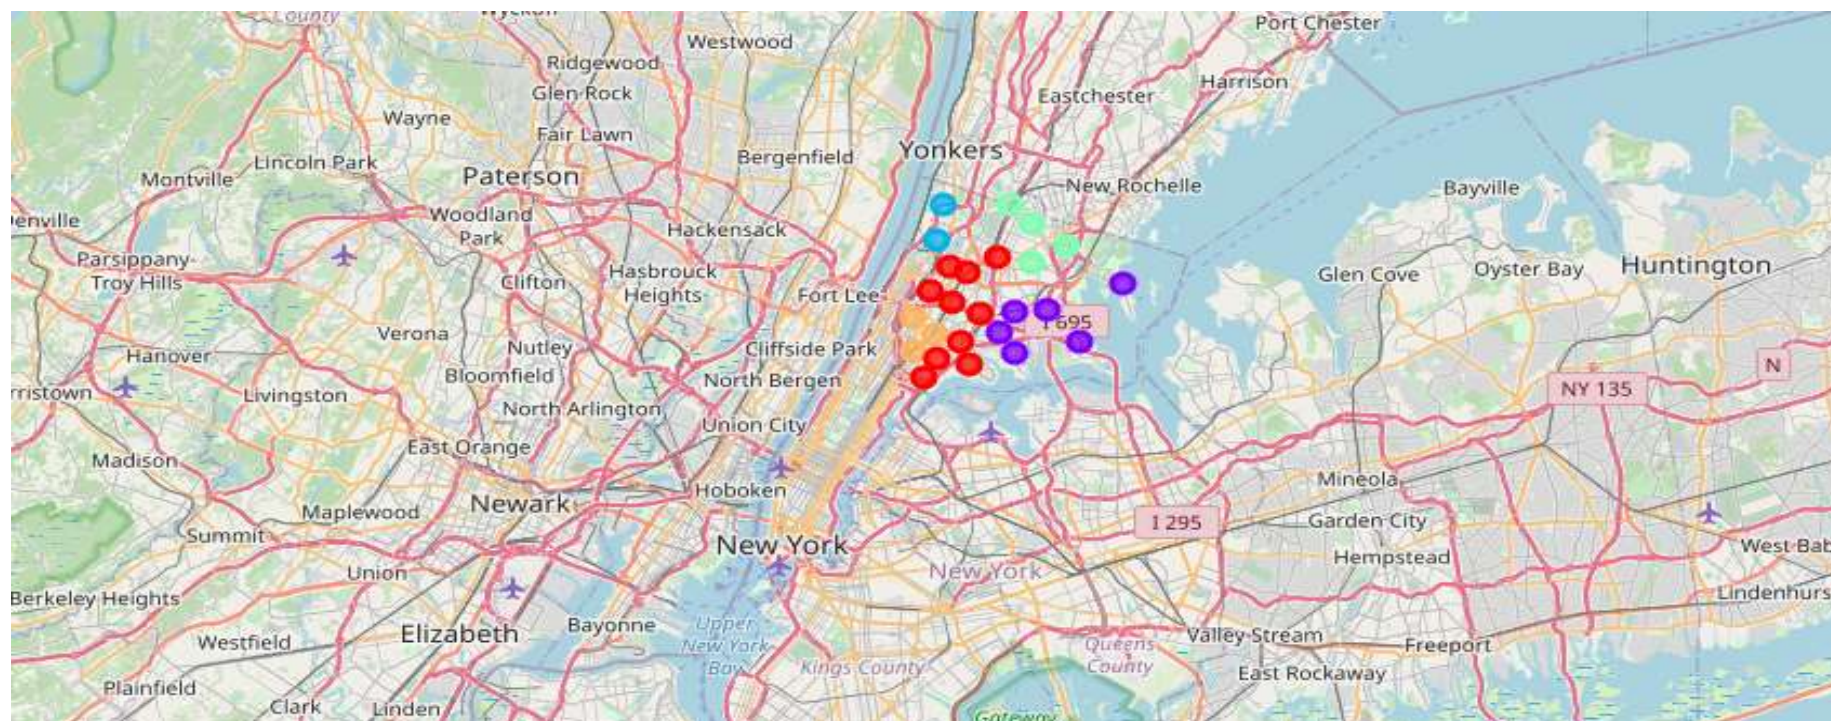 County
Wyckoff
Port Chester
Westwood
Ridgewood
Harrison
Glen Rock
Eastchester
Wayne
Fair Lawn
Yonkers
Bergenfield
Lincoln Park
Paterson
Montville
New Rochelle
Bayville
Woodland
Park
Denville
Hackensack
Parsippany-
Troy Hills
Hasbrouck
Heights
Clifton
Fort Lee
Glen Cove
Oyster Bay
Huntington
I 695
Verona
Nutley
Cliffside Park
Hanover
Bloomfield
North Bergen
N
NY 135
rristown
Livingston
North Arlington
Union City
East Orange
Madison
Mineola
Hoboken
Newark
Maplewood
Garden City
I 295
Summit
New York
West Bab
Hempstead
Union
New York
Berkeley Heights
Lindenhurs
Elizabeth
Bayonne
Upper
New York
Bay
Westfield
Valley Stream
Freeport
Queens
County
Kings County
East Rockaway
Plainfield
Clark
Linden
Gateway